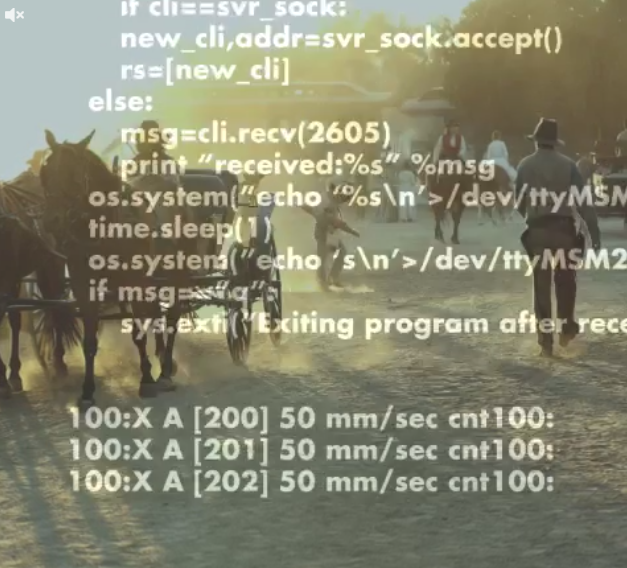 if cli==svr_sock:
new_cli,addr=svr_sock.accept()
rs=[new_cli]
else:
msg=cli.recv(2605)
print “received:%s” %msg
os.system(“echo ‘%s\n’>/dev/ttyMSM
time.sleep(1)
os.system(“echo ‘s\n’>/dev/ttyMSM2
if msg==“q”:
sys.exti(“Exiting program after rece
100:X A [200] 50 mm/sec cnt100:
100:X A [201] 50 mm/sec cnt100:
100:X A [202] 50 mm/sec cnt100: